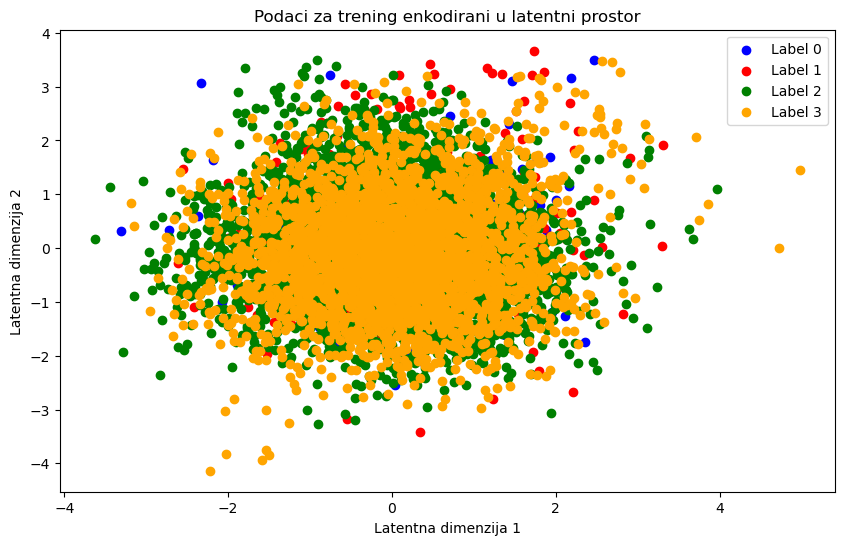 Podaci za trening enkodirani u latentni prostor
Label 0
Label 1
Label 2
Label 3
4
3
2
1
0
−1
−2
−3
−4
Latentna dimenzija 2
−4
−2
0
2
4
Latentna dimenzija 1